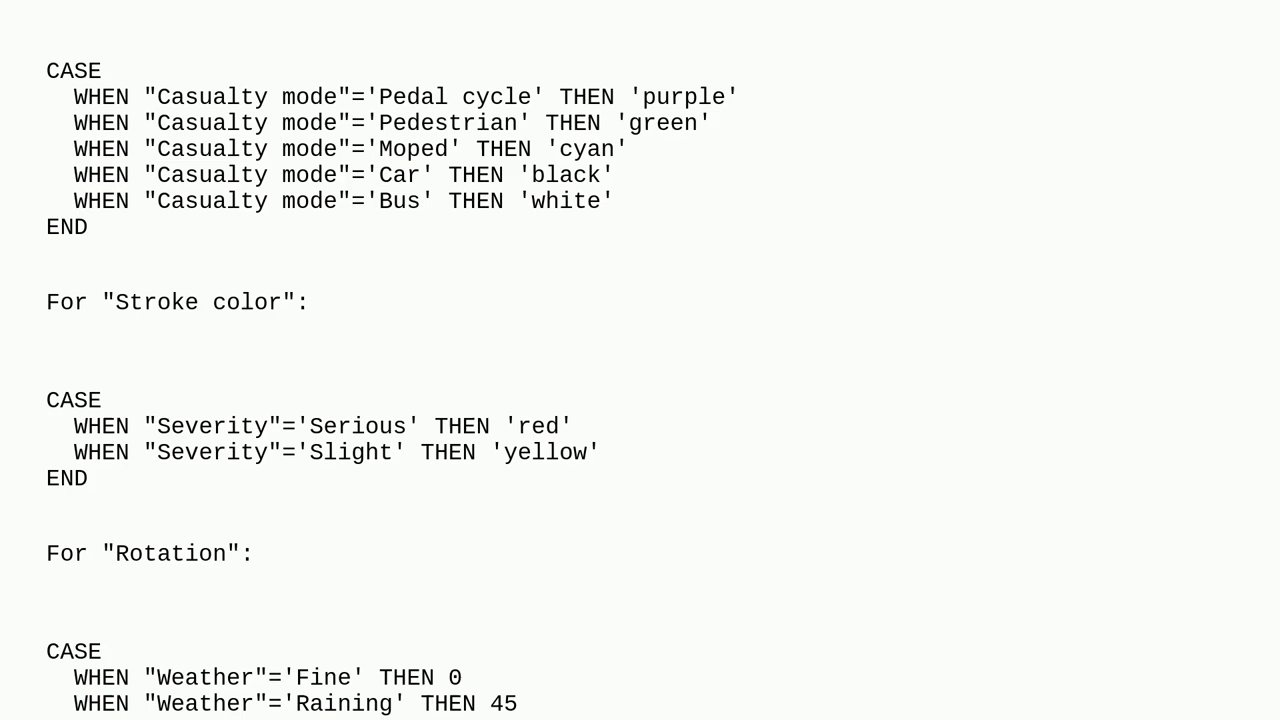 CASE
  WHEN "Casualty mode"='Pedal cycle' THEN 'purple'
  WHEN "Casualty mode"='Pedestrian' THEN 'green'
  WHEN "Casualty mode"='Moped' THEN 'cyan'
  WHEN "Casualty mode"='Car' THEN 'black'
  WHEN "Casualty mode"='Bus' THEN 'white'
END
For "Stroke color":
CASE
  WHEN "Severity"='Serious' THEN 'red'
  WHEN "Severity"='Slight' THEN 'yellow'
END
For "Rotation":
CASE
  WHEN "Weather"='Fine' THEN 0
  WHEN "Weather"='Raining' THEN 45